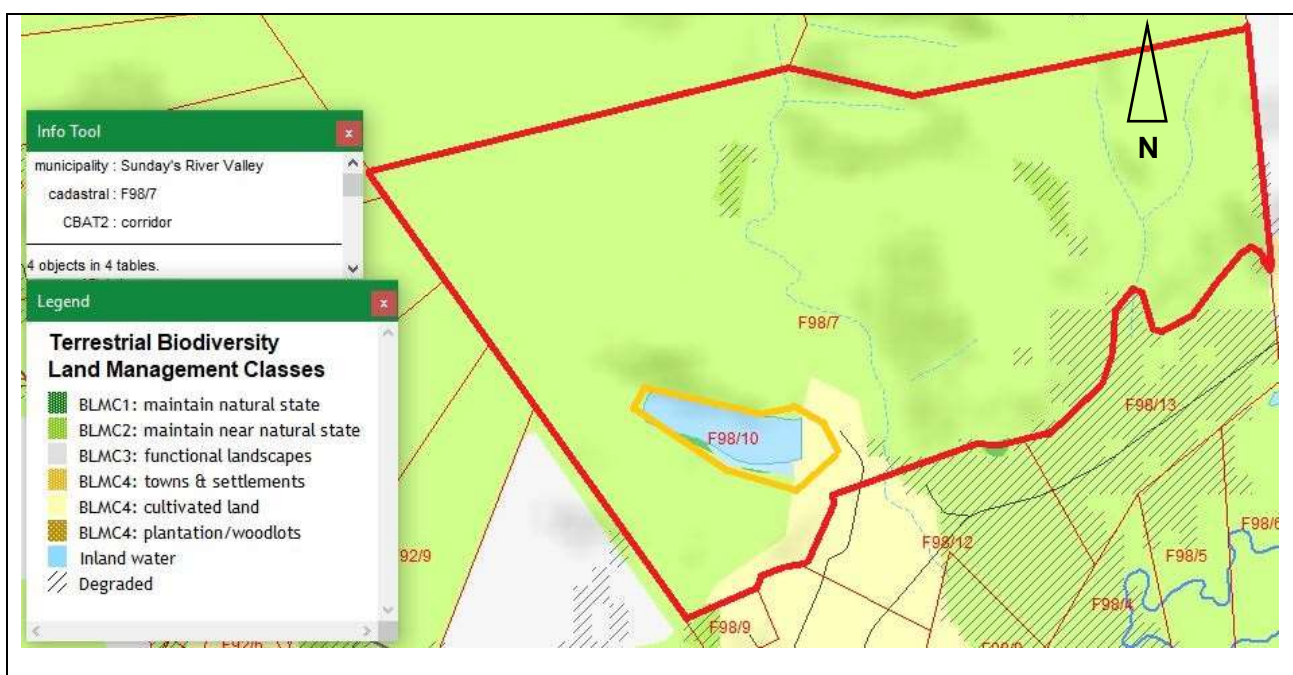 N
Info Tool
x
municipality : Sunday's River Valley
cadastral : F98/7
CBAT2 : corridor
4 objects in 4 tables.
Legend
x
Terrestrial Biodiversity
Land Management Classes
BLMC1: maintain natural state
BLMC2: maintain near natural state
BLMC3: functional landscapes
BLMC4: towns & settlements
BLMC4: cultivated land
BLMC4: plantation/woodlots
Inland water
Degraded
F98/7
F98/10
F98/13
92/9
F98/12
F98/6
F98/5
F98/4
F98/9